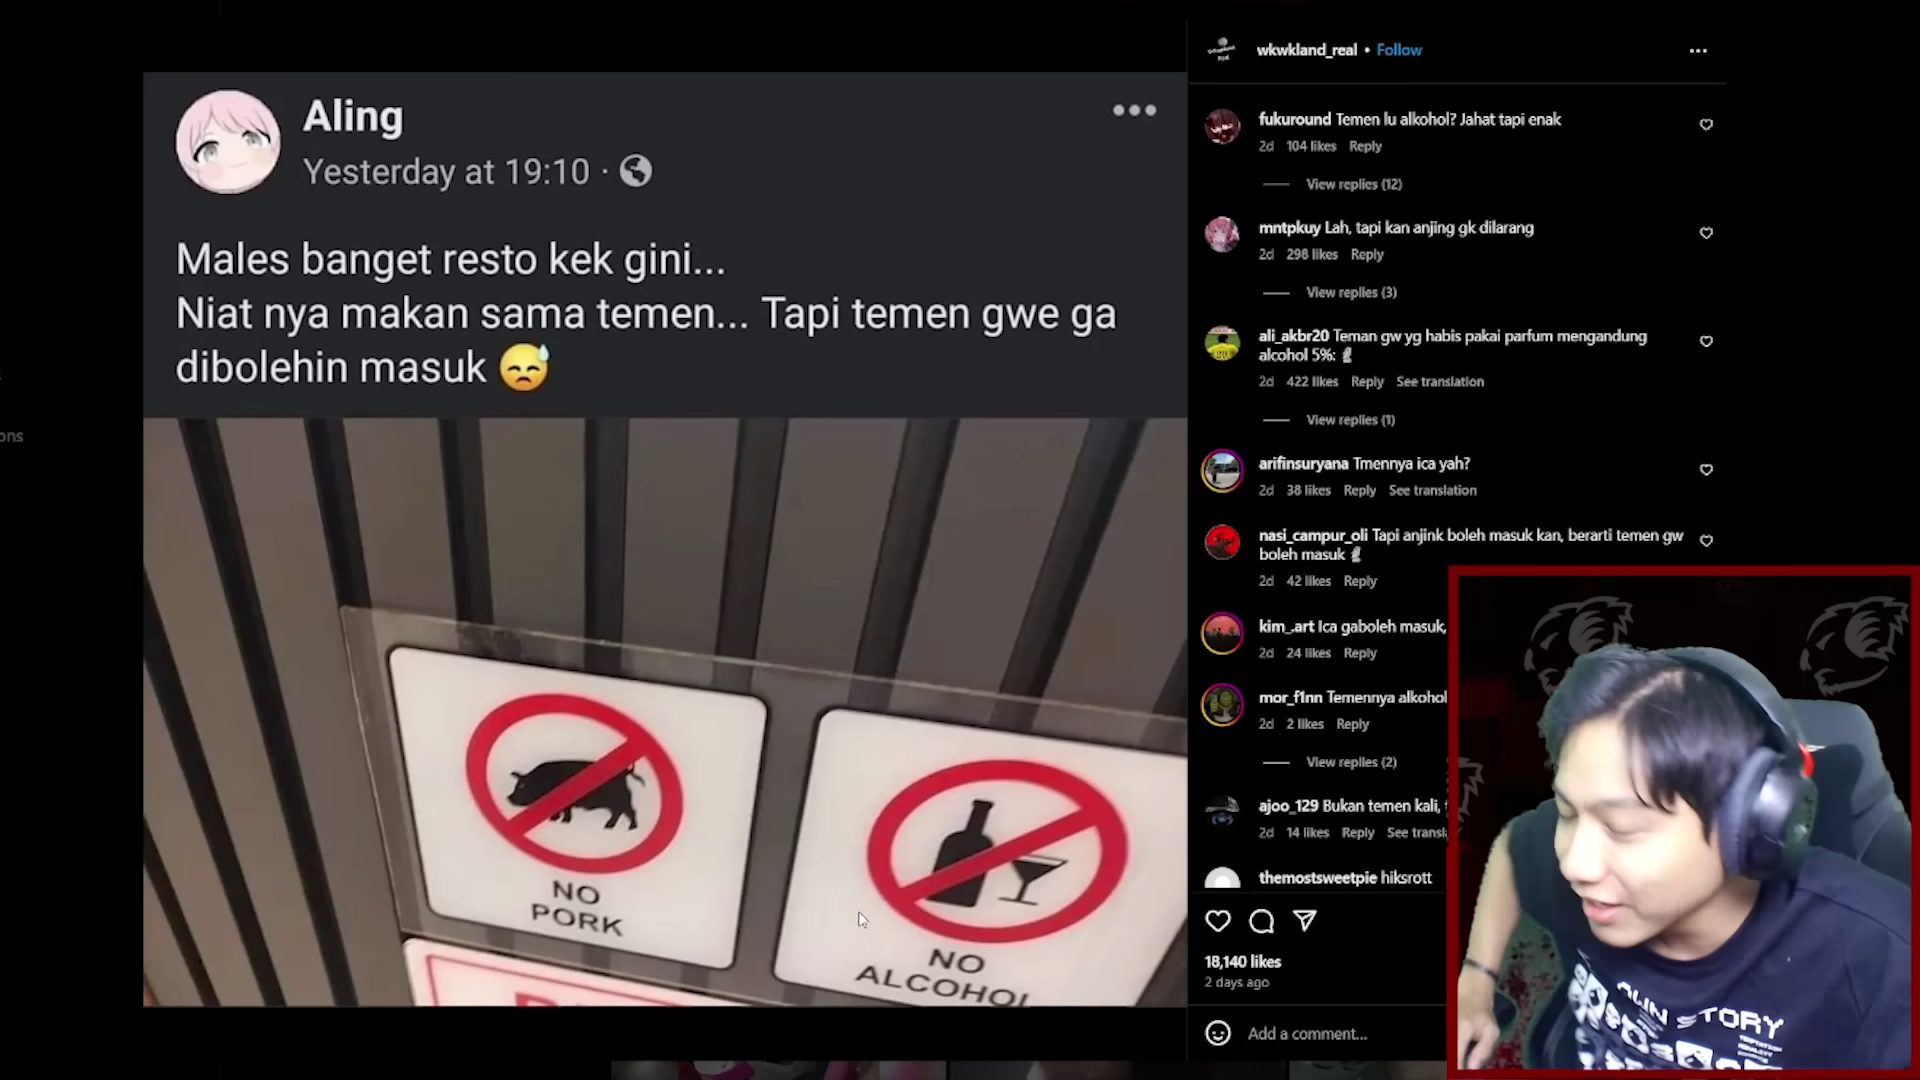 Aling
Yesterday at 19:10 ·
Males banget resto kek gini...
Niat nya makan sama temen... Tapi temen gwe ga
dibolehin masuk
NO
PORK
NO
ALCOHOL
ons
wkwkland_real • Follow
fukuround Temen lu alkohol? Jahat tapi enak
2d 104 likes Reply
View replies (12)
mntpkuy Lah, tapi kan anjing gk dilarang
2d 298 likes Reply
View replies (3)
ali_akbr20 Teman gw yg habis pakai parfum mengandung
alcohol 5%:
2d 422 likes Reply See translation
View replies (1)
arifinsuryana Tmennya ica yah?
2d 38 likes Reply See translation
nasi_campur_oli Tapi anjink boleh masuk kan, berarti temen gw
boleh masuk
2d 42 likes Reply
kim_.art Ica gaboleh masuk,
2d 24 likes Reply
mor_f1nn Temennya alkohol
2d 2 likes Reply
View replies (2)
ajoo_129 Bukan temen kali,
2d 14 likes Reply See transl
themostsweetpie hiksrott
18,140 likes
2 days ago
Add a comment...
STORY